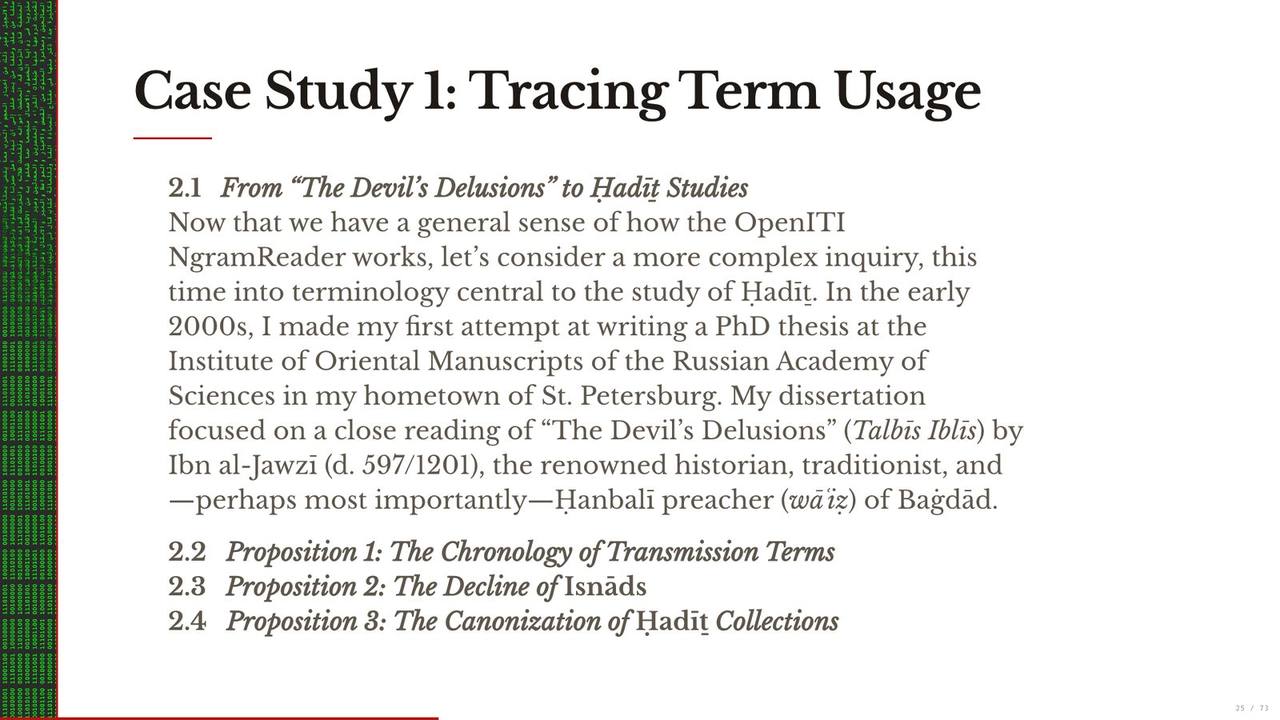 Case Study 1: Tracing Term Usage
2.1 From “The Devil’s Delusions” to Ḥadīṯ Studies
Now that we have a general sense of how the OpenITI
NgramReader works, let’s consider a more complex inquiry, this
time into terminology central to the study of Ḥadīṯ. In the early
2000s, I made my first attempt at writing a PhD thesis at the
Institute of Oriental Manuscripts of the Russian Academy of
Sciences in my hometown of St. Petersburg. My dissertation
focused on a close reading of “The Devil’s Delusions” (Talbīs Iblīs) by
Ibn al-Jawzī (d. 597/1201), the renowned historian, traditionist, and
—perhaps most importantly—Ḥanbalī preacher (wāʿiẓ) of Baġdād.
2.2 Proposition 1: The Chronology of Transmission Terms
2.3 Proposition 2: The Decline of Isnāds
2.4 Proposition 3: The Canonization of Ḥadīṯ Collections
25 / 73